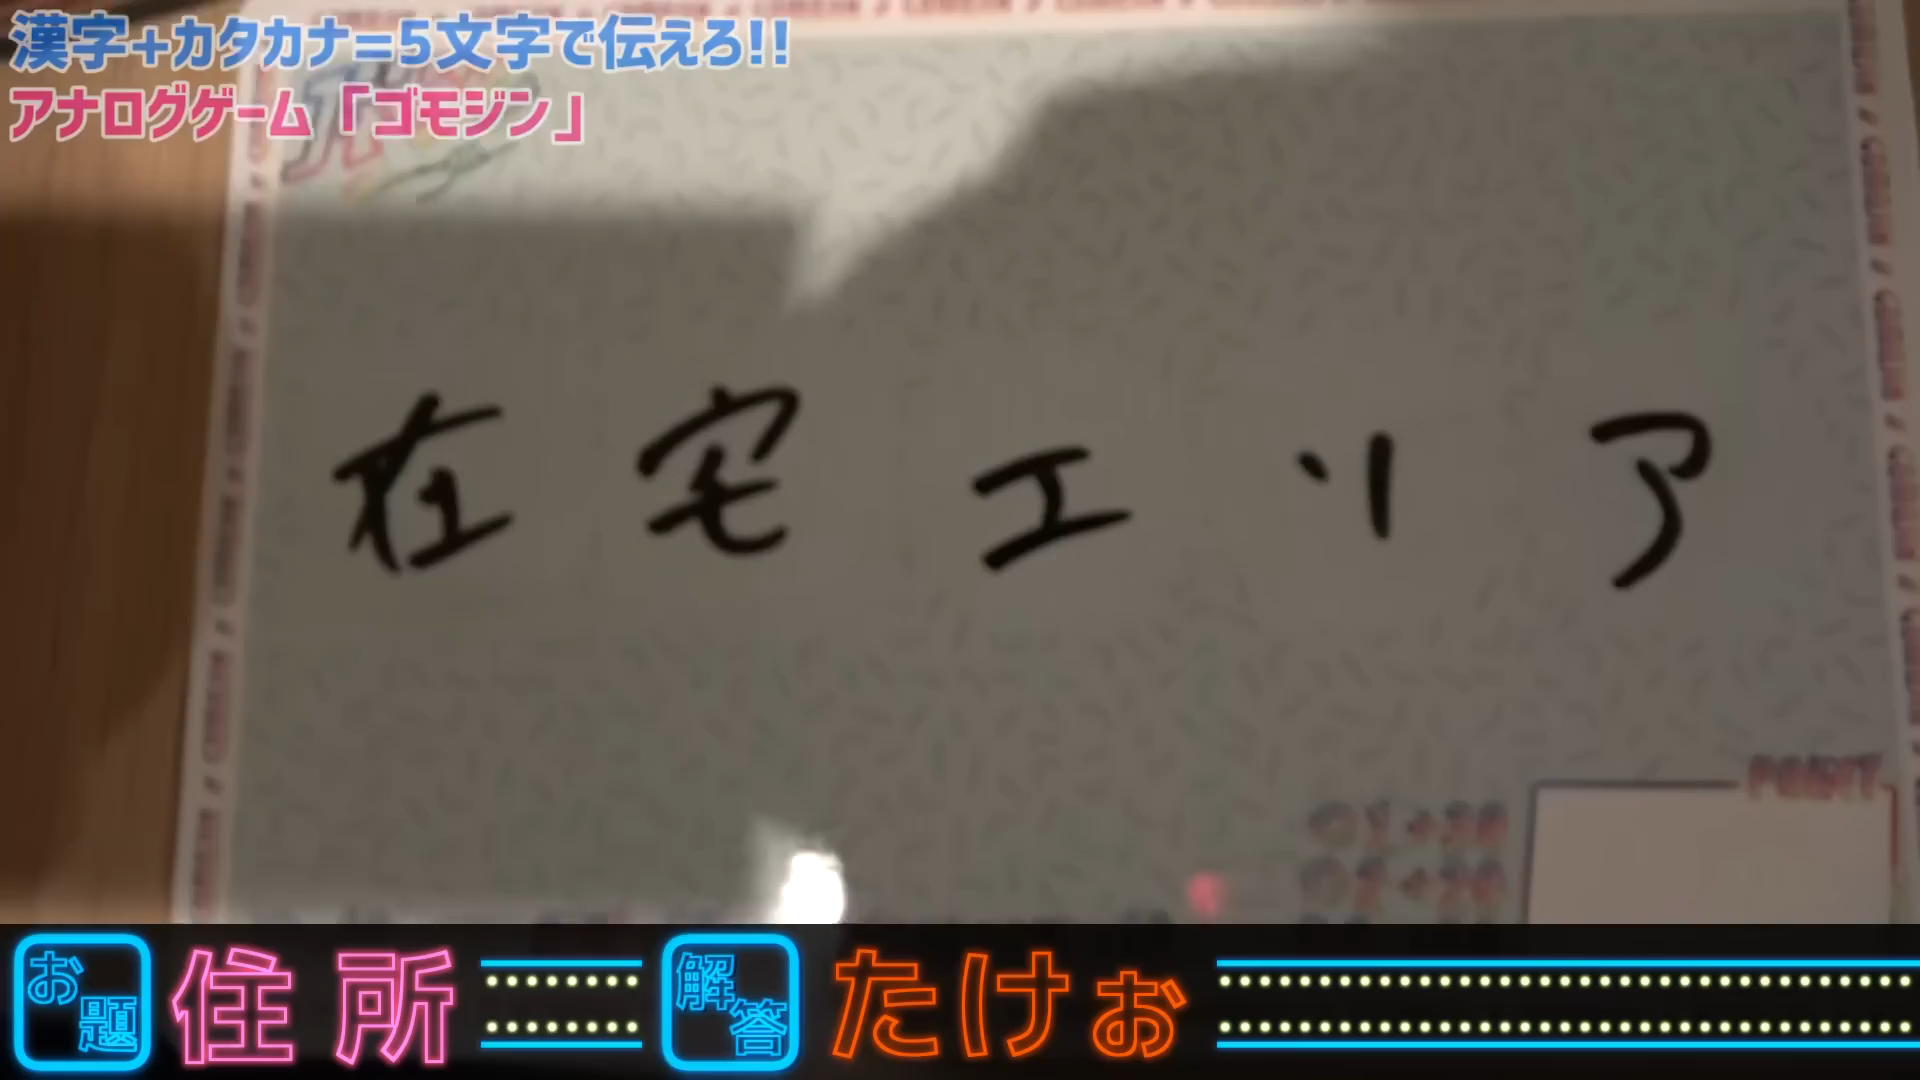 漢字+カタカナ=5文字で伝えろ!!
アナログゲーム「ゴモジン」
在宅エリア
POINT
お題 住所 解答 たけぉ